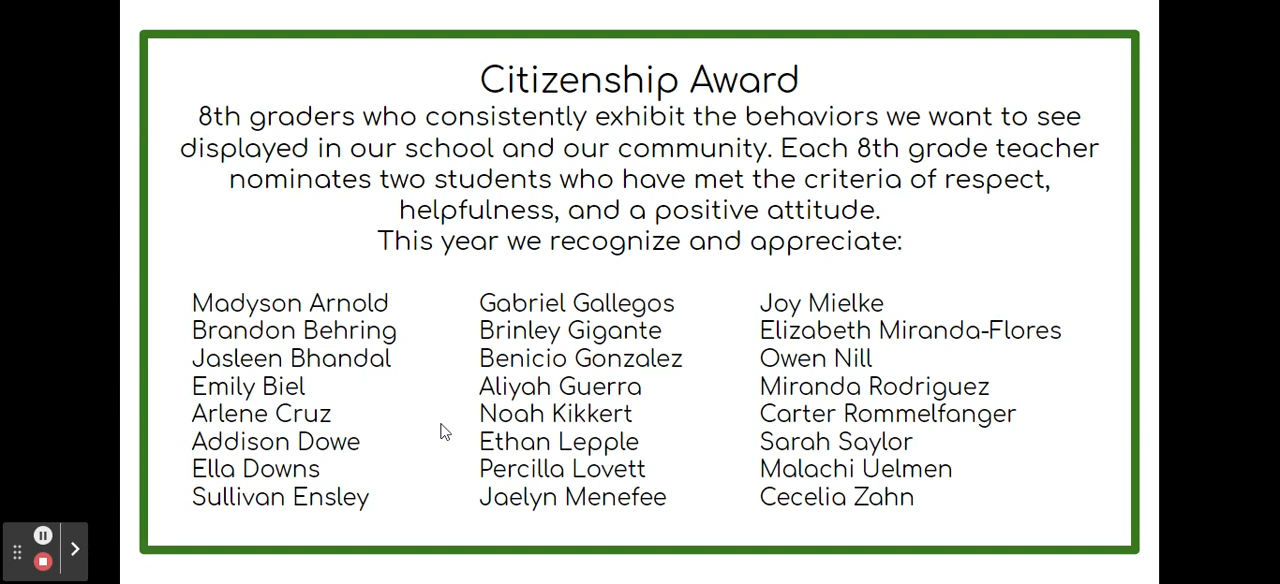 Citizenship Award
8th graders who consistently exhibit the behaviors we want to see
displayed in our school and our community. Each 8th grade teacher
nominates two students who have met the criteria of respect,
helpfulness, and a positive attitude.
This year we recognize and appreciate:
Madyson Arnold
Brandon Behring
Jasleen Bhandal
Emily Biel
Arlene Cruz
Addison Dowe
Ella Downs
Sullivan Ensley
Gabriel Gallegos
Brinley Gigante
Benicio Gonzalez
Aliyah Guerra
Noah Kikkert
Ethan Lepple
Percilla Lovett
Jaelyn Menefee
Joy Mielke
Elizabeth Miranda-Flores
Owen Nill
Miranda Rodriguez
Carter Rommelfanger
Sarah Saylor
Malachi Uelmen
Cecelia Zahn